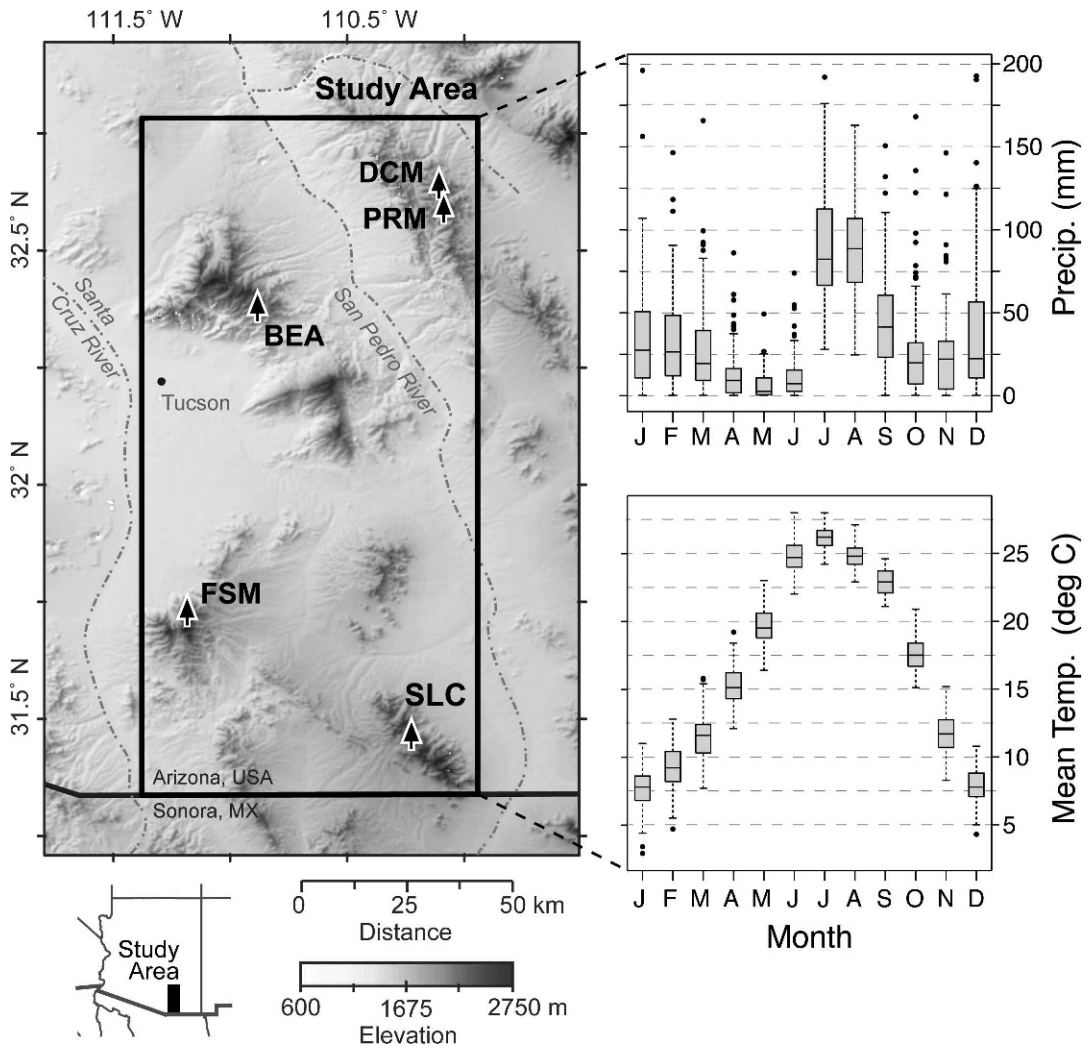 111.5° W
110.5° W
Study Area
DCM
PRM
32.5° N
Santa
Cruz River
San Pedro River
BEA
Tucson
32° N
FSM
31.5° N
SLC
Arizona, USA
Sonora, MX
200
150
100
50
0
Precip. (mm)
J F M A M J J A S O N D
25
20
15
10
5
Mean Temp. (deg C)
J F M A M J J A S O N D
Month
Study
Area
0 25 50 km
Distance
600 1675 2750 m
Elevation